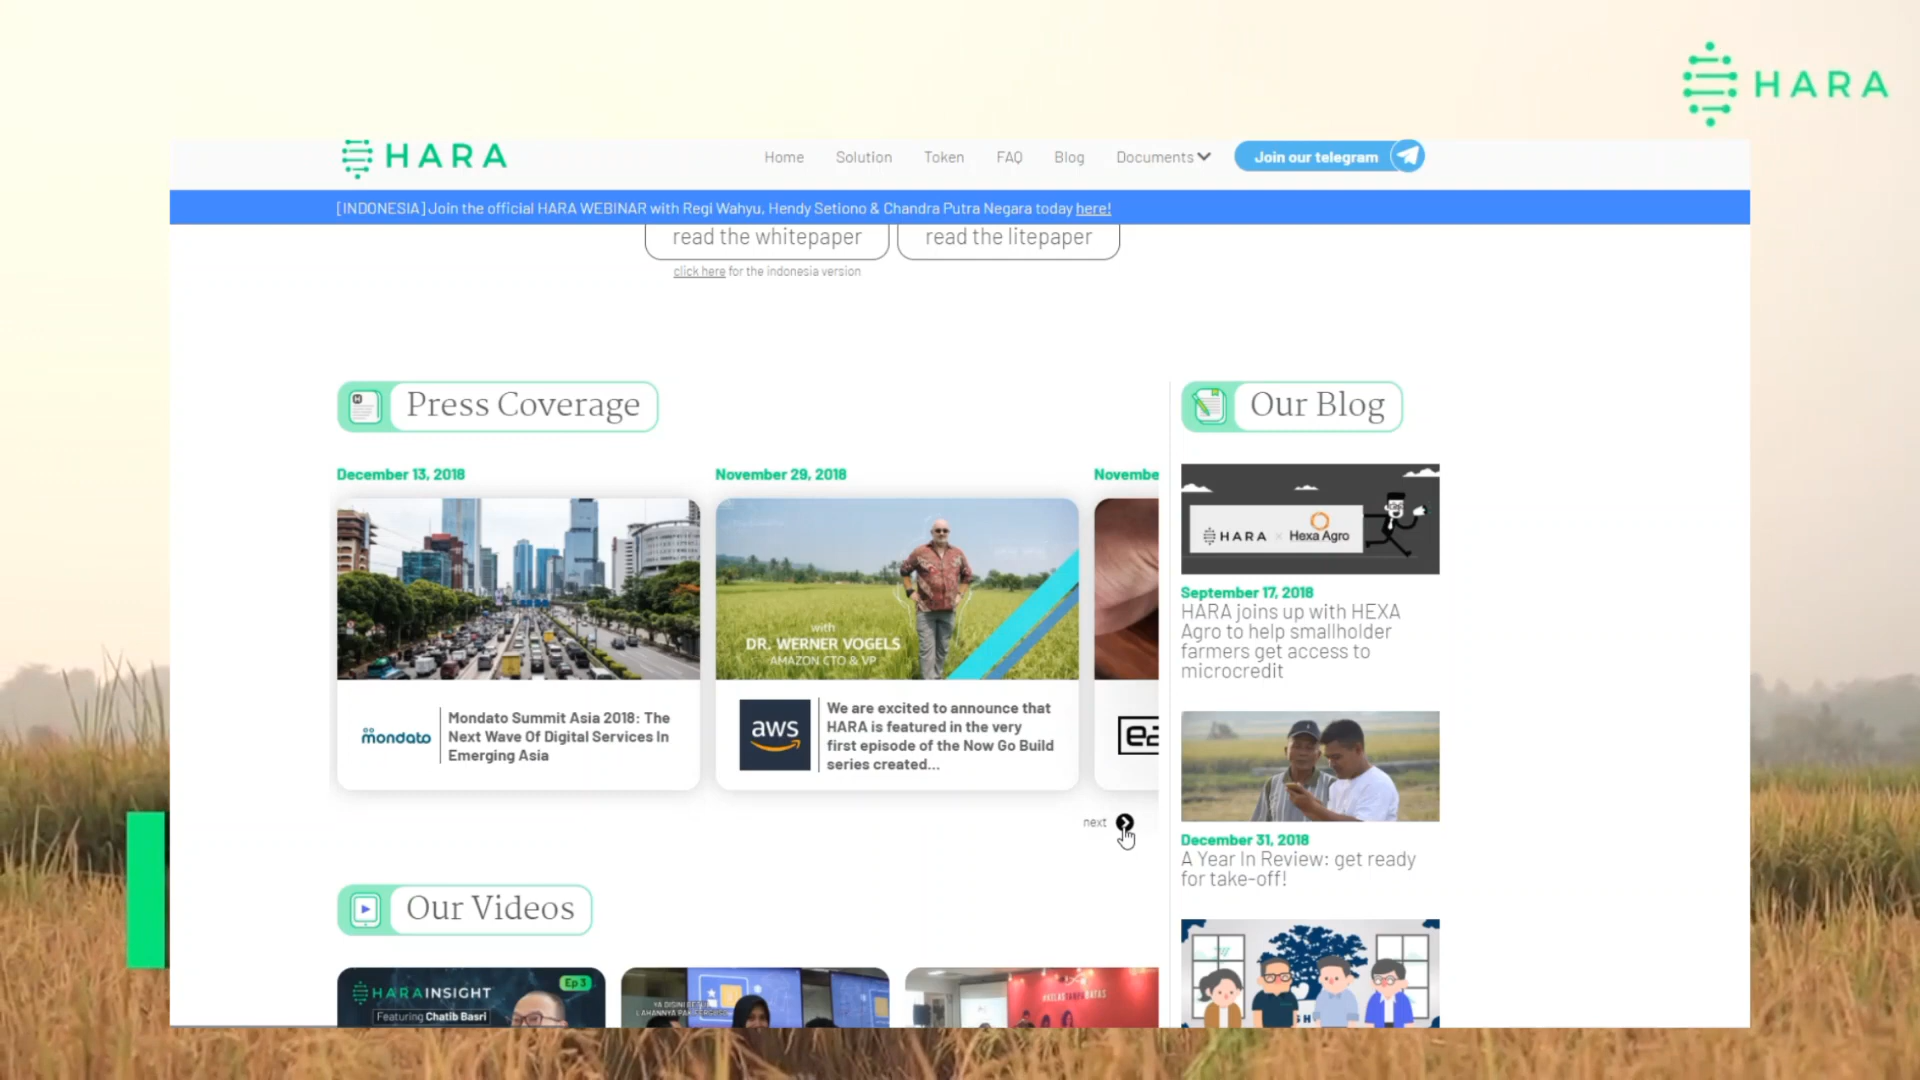 HARA
HARA
Home
Solution
Token
FAQ
Blog
Documents
Join our telegram
[INDONESIA] Join the official HARA WEBINAR with Regi Wahyu, Hendy Setiono & Chandra Putra Negara today here!
read the whitepaper
read the litepaper
click here for the indonesia version
Press Coverage
December 13, 2018
mondato
Mondato Summit Asia 2018: The
Next Wave Of Digital Services In
Emerging Asia
November 29, 2018
with
DR. WERNER VOGELS
AMAZON CTO & VP
aws
We are excited to announce that
HARA is featured in the very
first episode of the Now Go Build
series created...
Novembe
next
Our Videos
HARAINSIGHT
Ep 3
Featuring Chatib Basri
YA DISINI BETUL
#KELASTANPABATAS
Our Blog
HARA × Hexa Agro
September 17, 2018
HARA joins up with HEXA
Agro to help smallholder
farmers get access to
microcredit
December 31, 2018
A Year In Review: get ready
for take-off!